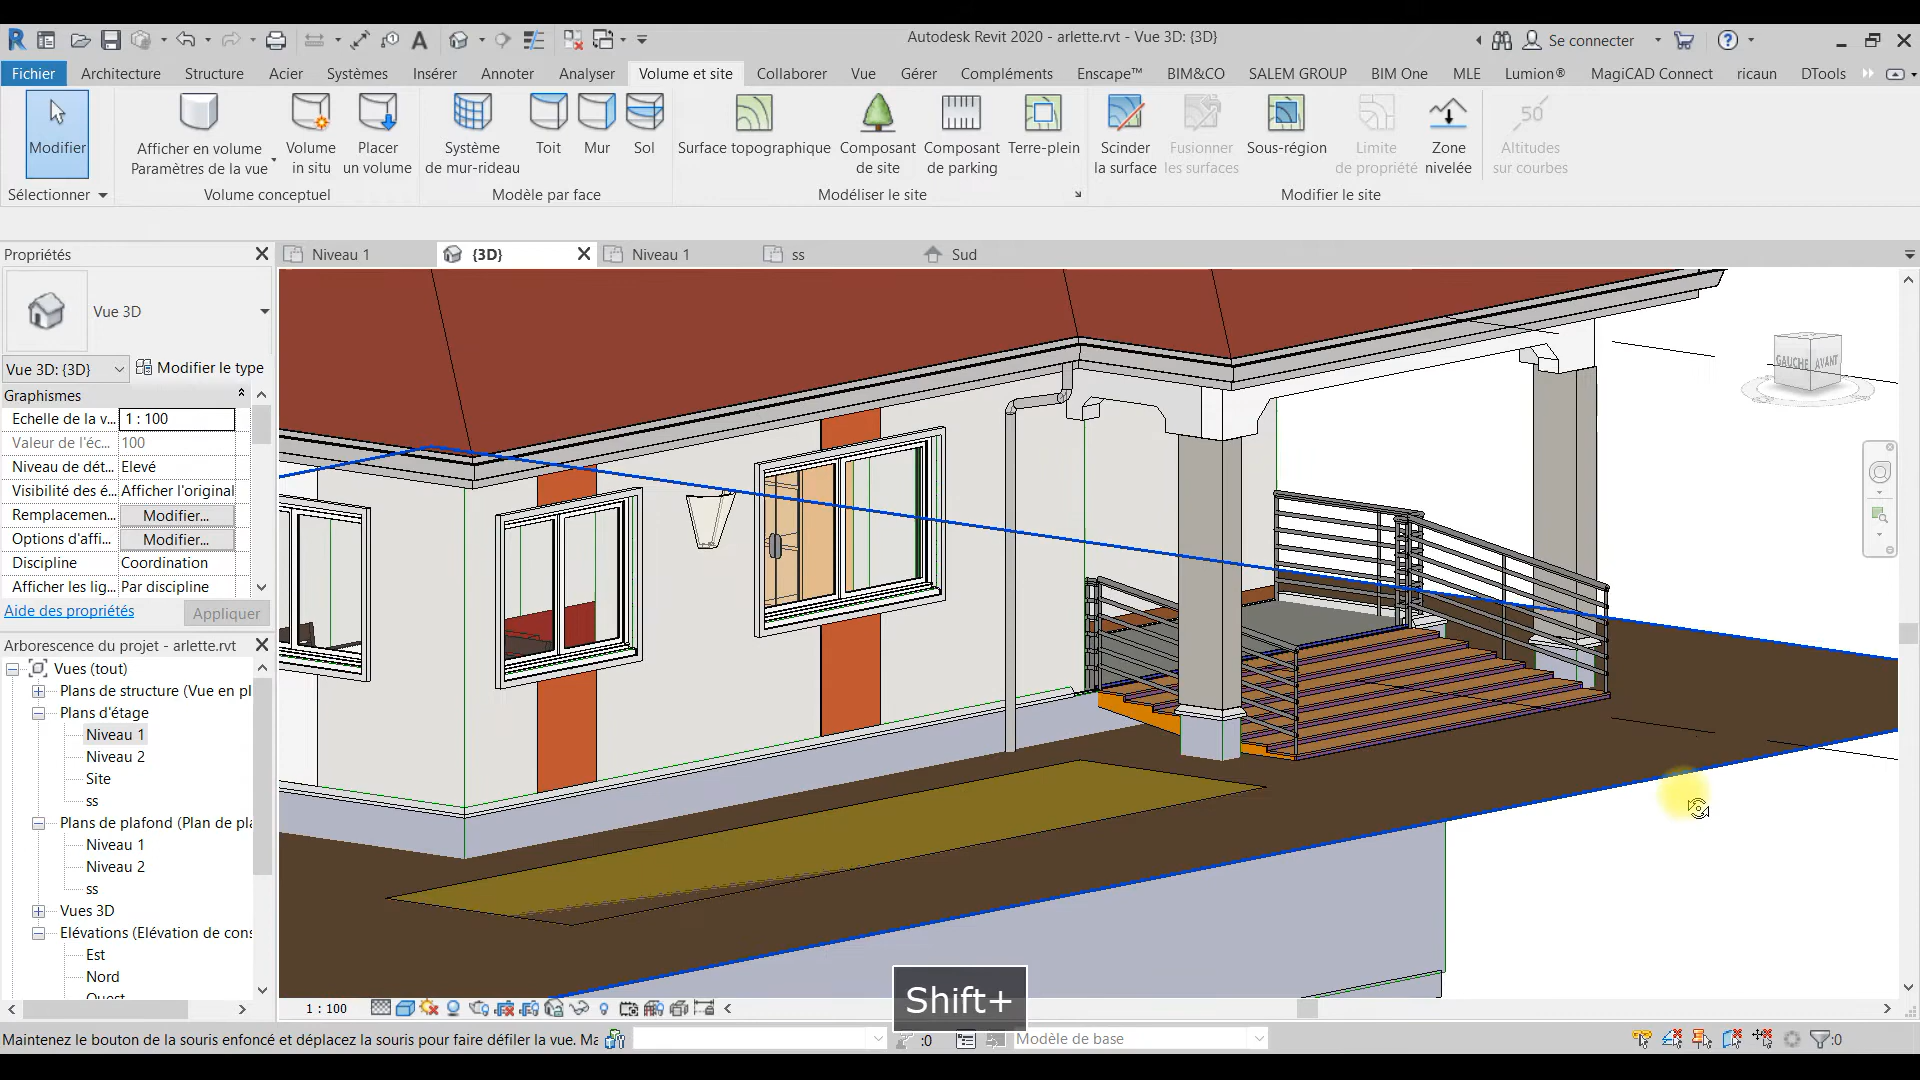 Autodesk Revit 2020 - arlette.rvt - Vue 3D: {3D}
Se connecter
Fichier Architecture Structure Acier Systèmes Insérer Annoter Analyser Volume et site Collaborer Vue Gérer Compléments Enscape™ BIM&CO SALEM GROUP BIM One MLE Lumion® MagiCAD Connect ricaun DTools
Modifier
Afficher en volume
Paramètres de la vue
Volume
in situ
Placer
un volume
Système
de mur-rideau
Toit
Mur
Sol
Surface topographique
Composant
de site
Composant
de parking
Terre-plein
Scinder
la surface
Fusionner
les surfaces
Sous-région
Limite
de propriété
Zone
nivelée
50
Altitudes
sur courbes
Sélectionner
Volume conceptuel
Modèle par face
Modéliser le site
Modifier le site
Propriétés
Niveau 1
{3D}
Niveau 1
ss
Sud
Vue 3D
Vue 3D: {3D}
Modifier le type
Graphismes
Echelle de la v... 1 : 100
Valeur de l'éc... 100
Niveau de dét... Elevé
Visibilité des é... Afficher l'original
Remplacemen... Modifier...
Options d'affi... Modifier...
Discipline Coordination
Afficher les lig... Par discipline
Aide des propriétés
Appliquer
Arborescence du projet - arlette.rvt
Vues (tout)
Plans de structure (Vue en pl
Plans d'étage
Niveau 1
Niveau 2
Site
ss
Plans de plafond (Plan de pla
Niveau 1
Niveau 2
ss
Vues 3D
Elévations (Elévation de cons
Est
Nord
Ouest
GAUCHE
AVANT
1 : 100
Shift+
Maintenez le bouton de la souris enfoncé et déplacez la souris pour faire défiler la vue. Ma
:0
Modèle de base
:0